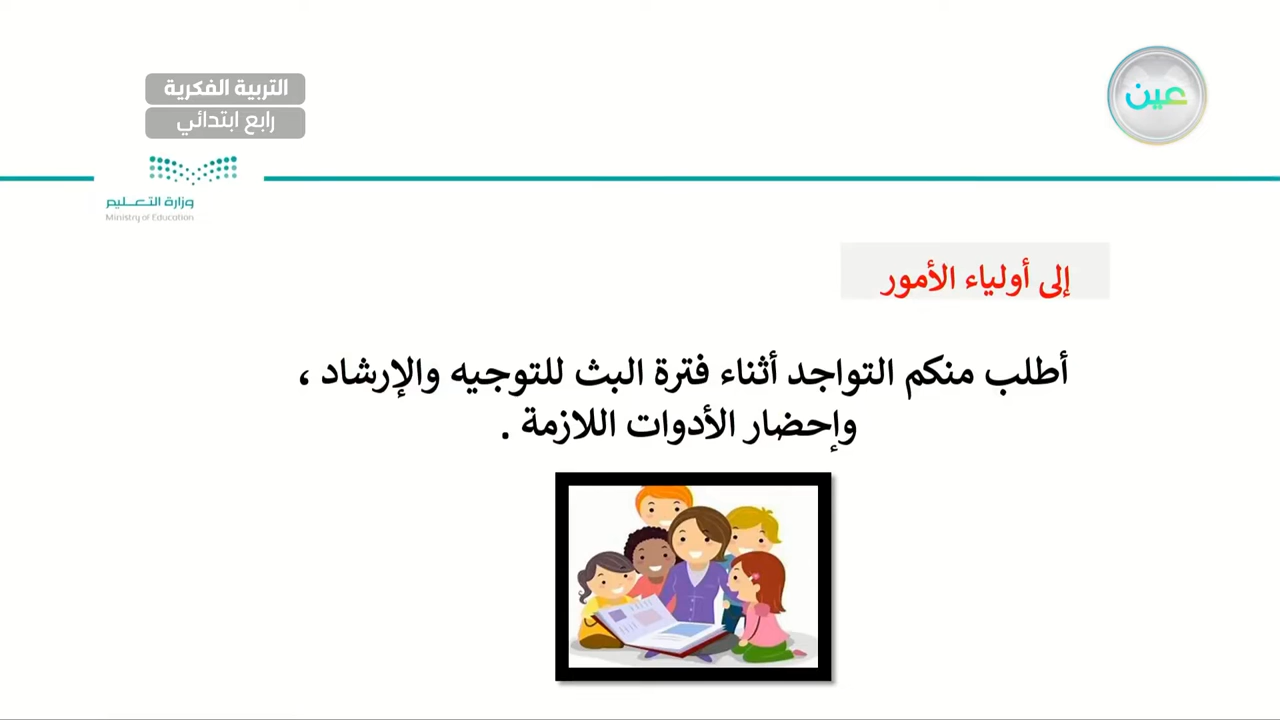 التربية الفكرية
رابع ابتدائي
عين
وزارة التعـــليم
Ministry of Education
إلى أولياء الأمور
أطلب منكم التواجد أثناء فترة البث للتوجيه والإرشاد ،
وإحضار الأدوات اللازمة .